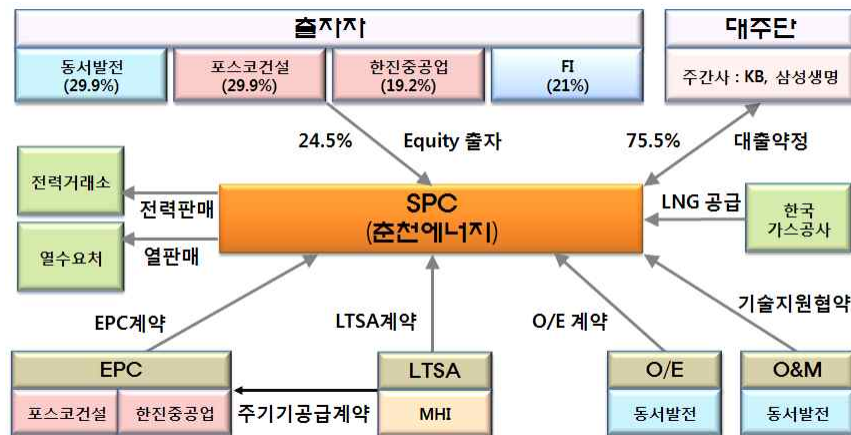 출자자
대주단
동서발전
(29.9%)
포스코건설
(29.9%)
한진중공업
(19.2%)
FI
(21%)
주간사 : KB, 삼성생명
24.5%
Equity 출자
75.5%
대출약정
전력거래소
전력판매
SPC
(춘천에너지)
LNG 공급
한국
가스공사
열수요처
열판매
EPC계약
LTSA계약
O/E 계약
기술지원협약
EPC
LTSA
O/E
O&M
포스코건설
한진중공업
주기기공급계약
MHI
동서발전
동서발전